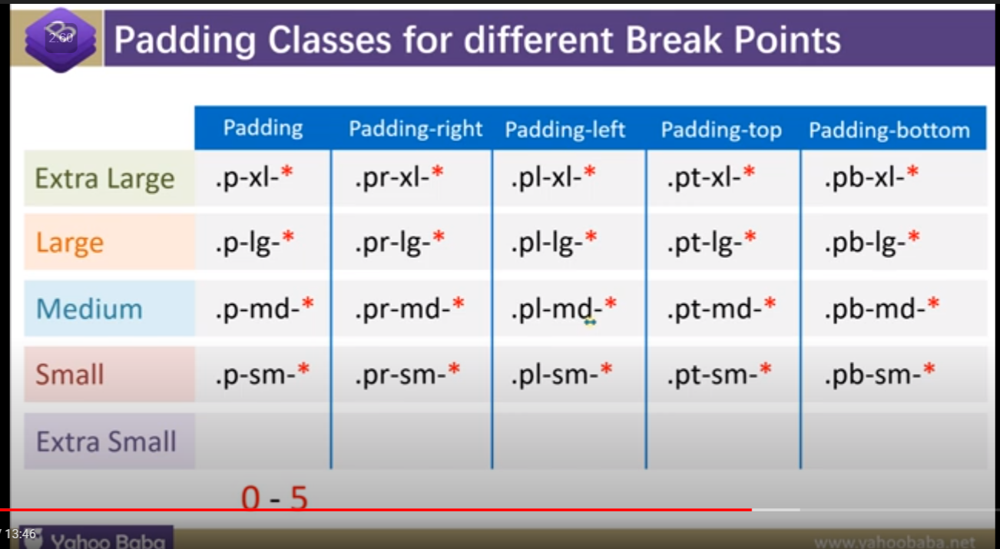 2.60
Padding Classes for different Break Points
Padding Padding-right Padding-left Padding-top Padding-bottom
Extra Large .p-xl-* .pr-xl-* .pl-xl-* .pt-xl-* .pb-xl-*
Large .p-lg-* .pr-lg-* .pl-lg-* .pt-lg-* .pb-lg-*
Medium .p-md-* .pr-md-* .pl-md-* .pt-md-* .pb-md-*
Small .p-sm-* .pr-sm-* .pl-sm-* .pt-sm-* .pb-sm-*
Extra Small
0 - 5
/ 13:46
Yahoo Baba www.yahoobaba.net